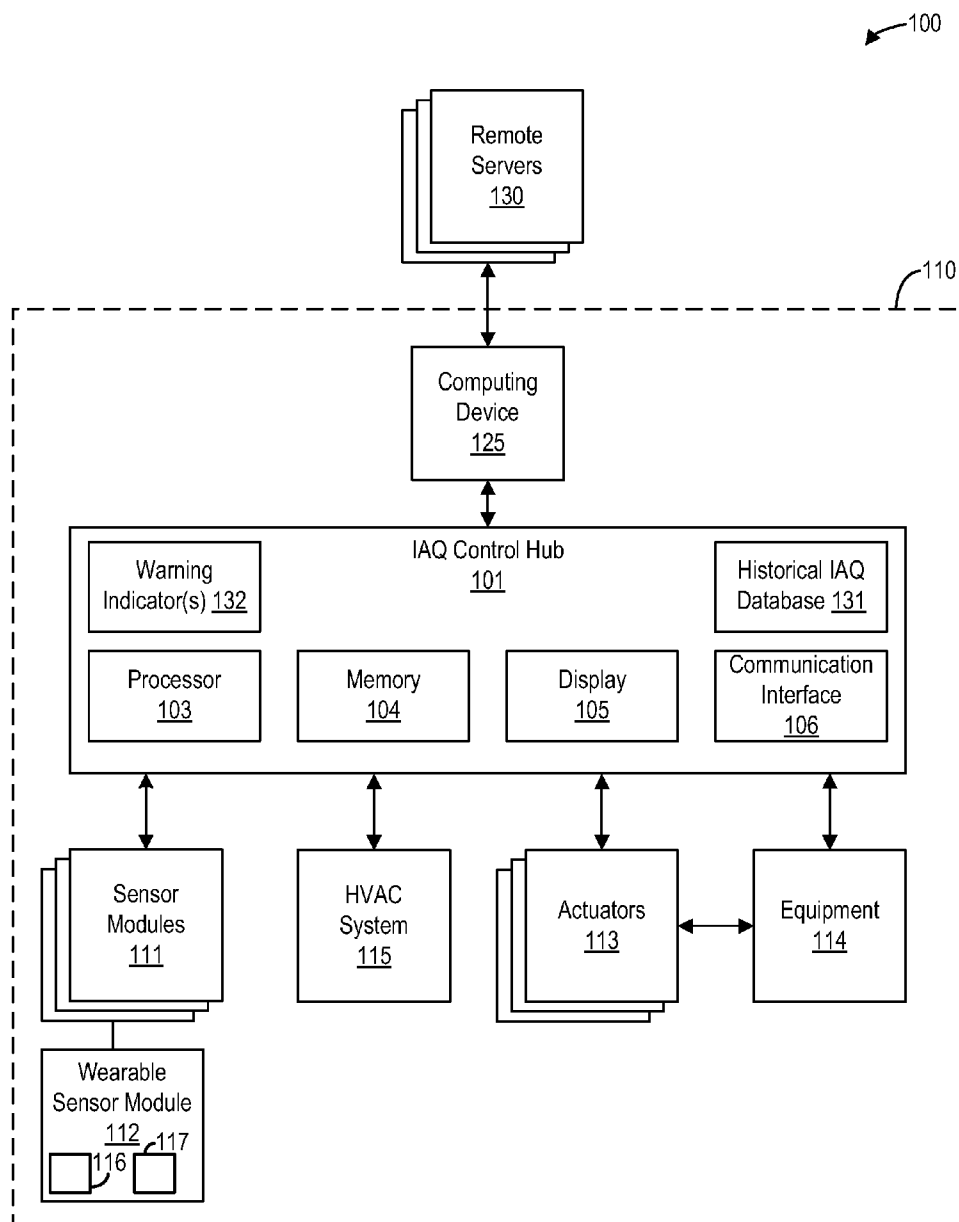 100
Remote
Servers
130
110
Computing
Device
125
IAQ Control Hub
101
Warning
Indicator(s) 132
Historical IAQ
Database 131
Processor
103
Memory
104
Display
105
Communication
Interface
106
Sensor
Modules
111
HVAC
System
115
Actuators
113
Equipment
114
Wearable
Sensor Module
112
117
116